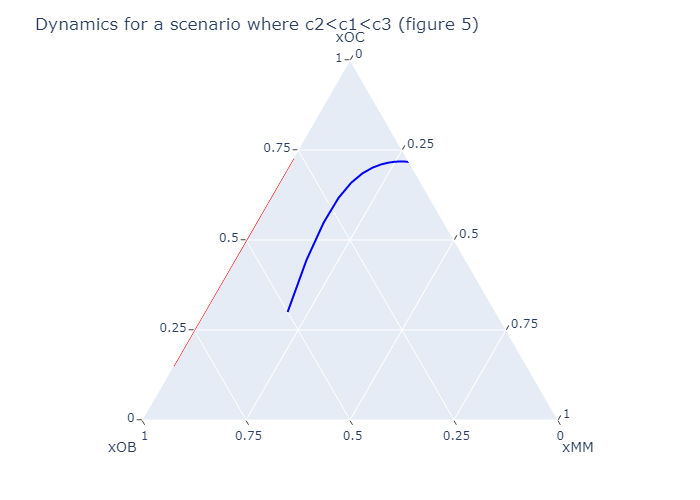 Dynamics for a scenario where c2<c1<c3 (figure 5)
xOC
1 0
0.75 0.25
0.5 0.5
0.25 0.75
0 1
1 0.75 0.5 0.25 0
xOB xMM